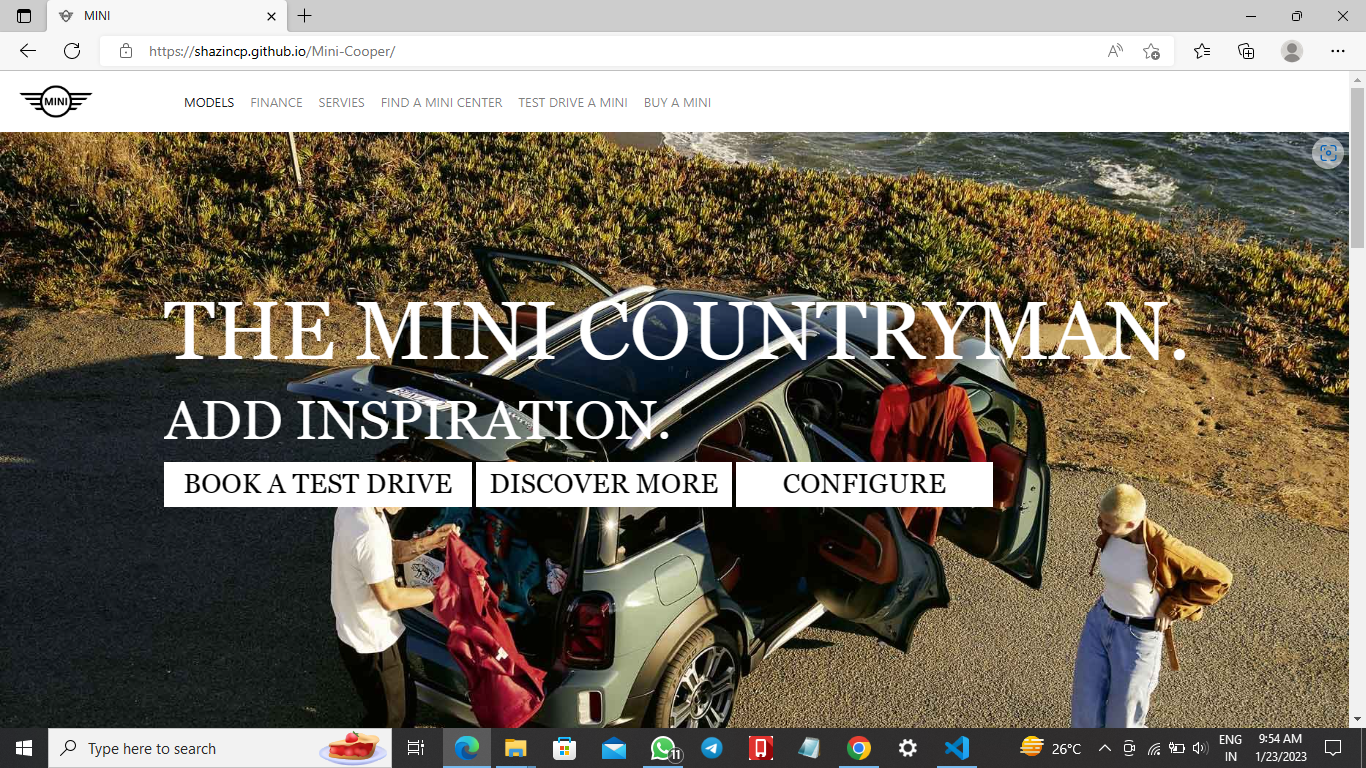 MINI
https://shazincp.github.io/Mini-Cooper/
MINI
MODELS FINANCE SERVIES FIND A MINI CENTER TEST DRIVE A MINI BUY A MINI
THE MINI COUNTRYMAN.
ADD INSPIRATION.
BOOK A TEST DRIVE DISCOVER MORE CONFIGURE
Type here to search
11
26°C
ENG
IN
9:54 AM
1/23/2023